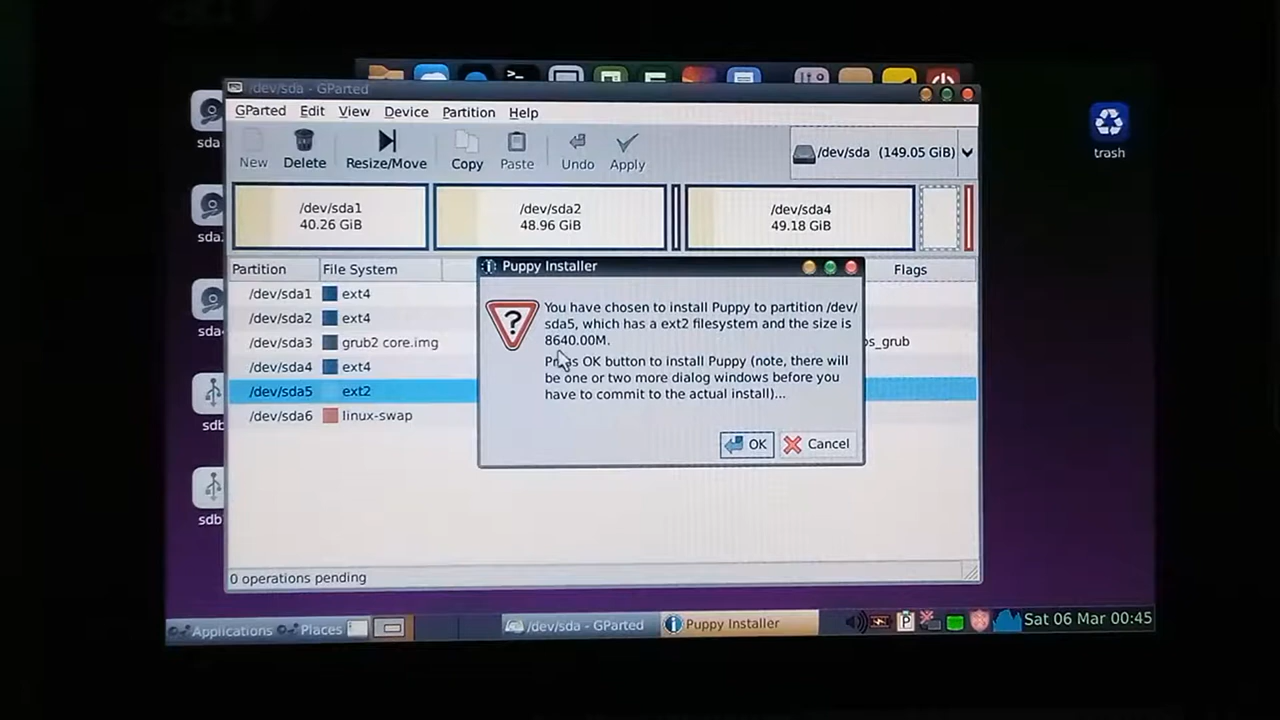 /dev/sda - GParted
GParted Edit View Device Partition Help
New Delete Resize/Move Copy Paste Undo Apply
/dev/sda (149.05 GiB)
/dev/sda1
40.26 GiB
/dev/sda2
48.96 GiB
/dev/sda4
49.18 GiB
Partition File System Flags
/dev/sda1 ext4
/dev/sda2 ext4
/dev/sda3 grub2 core.img
/dev/sda4 ext4
/dev/sda5 ext2
/dev/sda6 linux-swap
Puppy Installer
You have chosen to install Puppy to partition /dev/
sda5, which has a ext2 filesystem and the size is
8640.00M.
Press OK button to install Puppy (note, there will
be one or two more dialog windows before you
have to commit to the actual install)...
OK Cancel
0 operations pending
sda
sdb
sdb
trash
Applications Places /dev/sda - GParted Puppy Installer P Sat 06 Mar 00:45